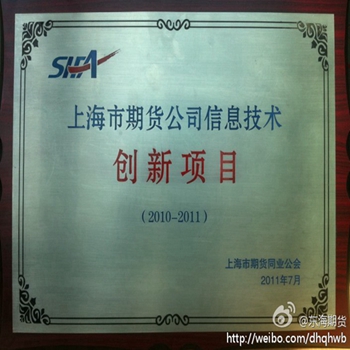 SHFA
上海市期货公司信息技术
创新项目
(2010-2011)
上海市期货同业公会
2011年7月
@东海期货
http://weibo.com/dhqhwb